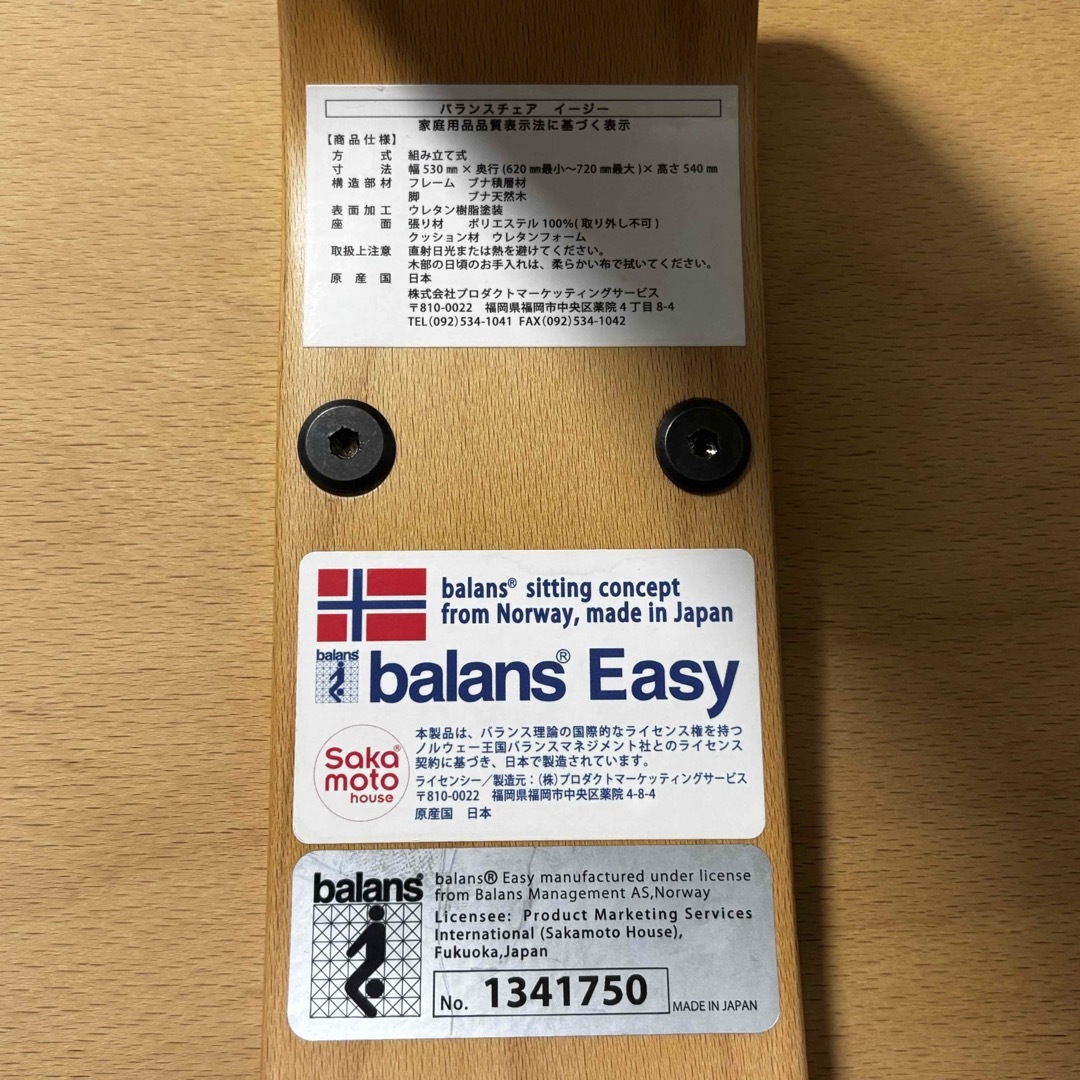 バランスチェア　イージー
家庭用品品質表示法に基づく表示
【商品仕様】
方　式　組み立て式
寸　法　幅 530 ㎜ × 奥行 (620 ㎜最小～720 ㎜最大 )× 高さ 540 ㎜
構造部材　フレーム　ブナ積層材
脚　ブナ天然木
表面加工　ウレタン樹脂塗装
座　面　張り材　ポリエステル 100%( 取り外し不可 )
クッション材　ウレタンフォーム
取扱上注意　直射日光または熱を避けてください。
木部の日頃のお手入れは、柔らかい布で拭いてください。
原産国　日本
株式会社プロダクトマーケッティングサービス
〒810-0022　福岡県福岡市中央区薬院 4 丁目 8-4
TEL(092)534-1041 FAX(092)534-1042
balans® sitting concept
from Norway, made in Japan
balans
balans® Easy
本製品は、バランス理論の国際的なライセンス権を持つ
ノルウェー王国バランスマネジメント社とのライセンス
契約に基づき、日本で製造されています。
ライセンシー／製造元：(株)プロダクトマーケッティングサービス
〒810-0022　福岡県福岡市中央区薬院 4-8-4
原産国　日本
Saka®
moto
house
balans®
balans® Easy manufactured under license
from Balans Management AS,Norway
Licensee: Product Marketing Services
International (Sakamoto House),
Fukuoka,Japan
No. 1341750
MADE IN JAPAN